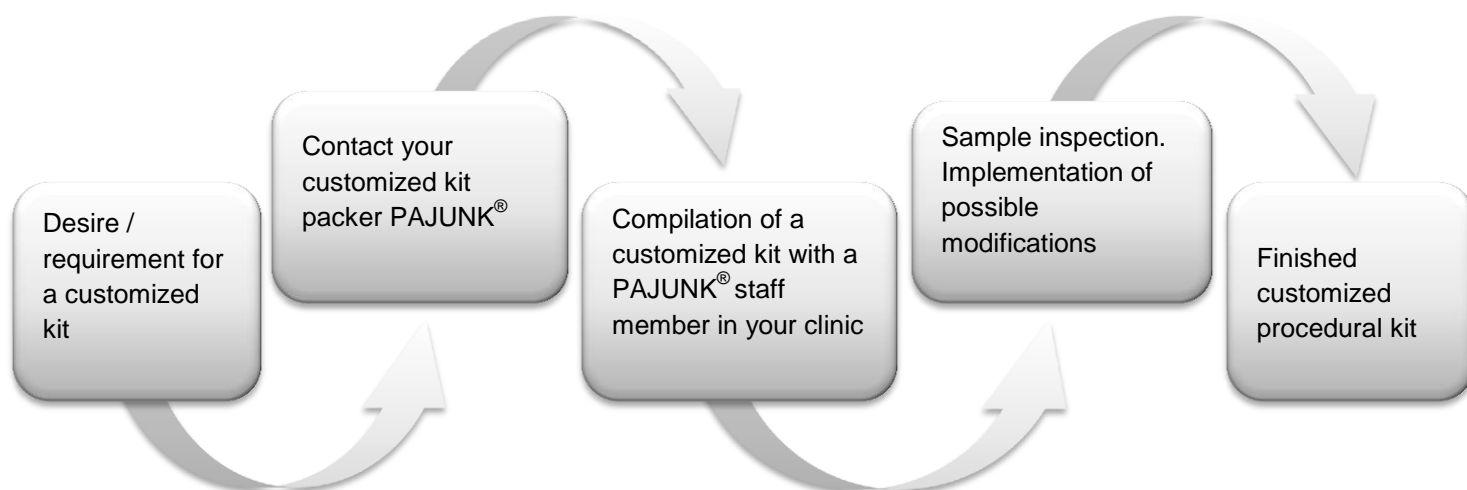 Desire /
requirement for
a customized
kit
Contact your
customized kit
packer PAJUNK®
Compilation of a
customized kit with a
PAJUNK® staff
member in your clinic
Sample inspection.
Implementation of
possible
modifications
Finished
customized
procedural kit